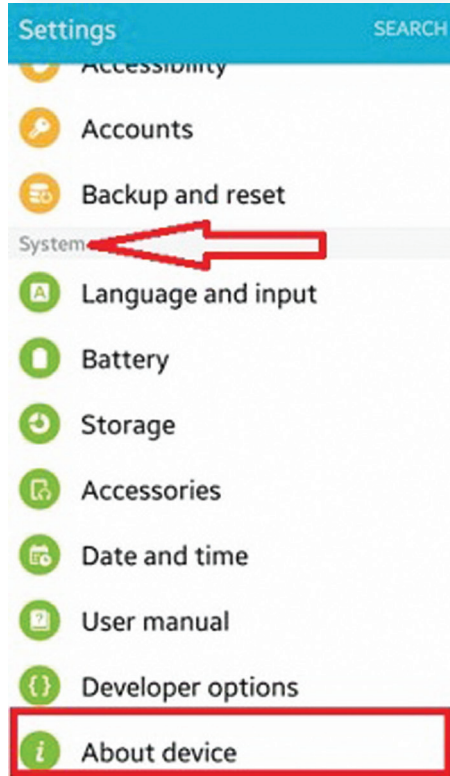 Settings
SEARCH
Accessibility
Accounts
Backup and reset
System
A
Language and input
Battery
Storage
Accessories
Date and time
?
User manual
{}
Developer options
i
About device